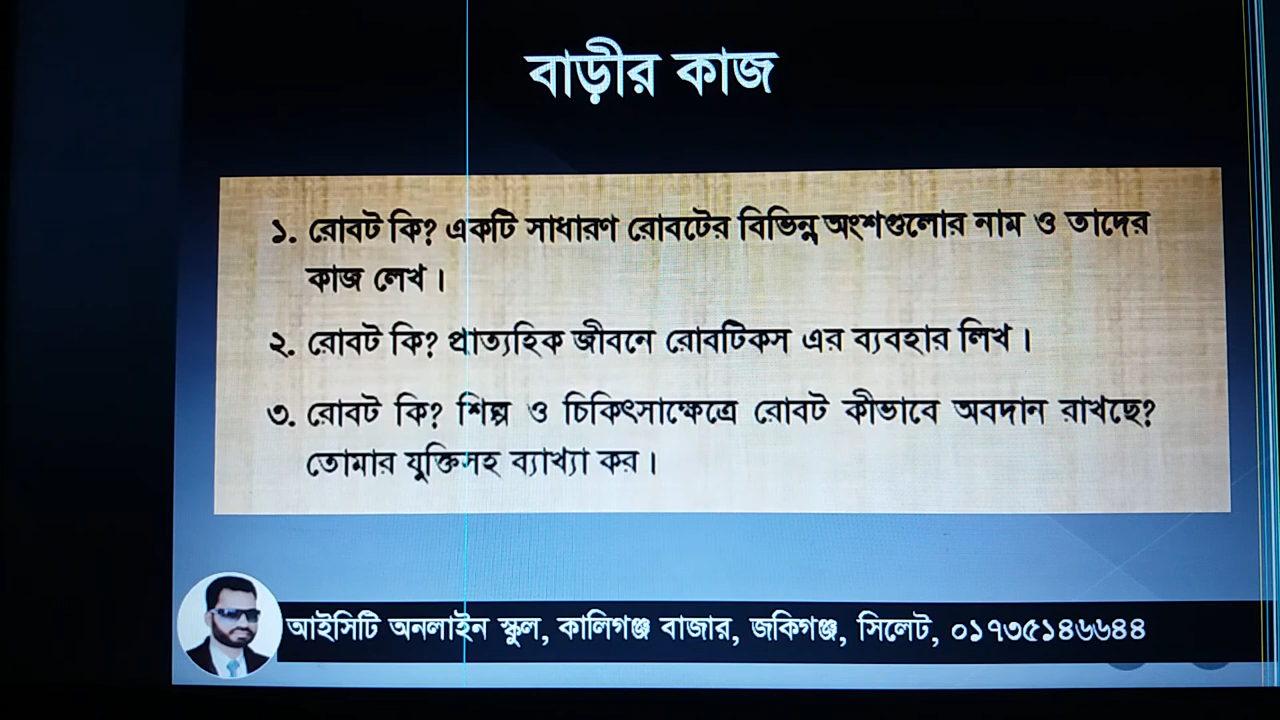 বাড়ীর কাজ
১. রোবট কি? একটি সাধারণ রোবটের বিভিন্ন অংশগুলোর নাম ও তাদের
কাজ লেখ।
২. রোবট কি? প্রাত্যহিক জীবনে রোবটিকস এর ব্যবহার লিখ।
৩. রোবট কি? শিল্প ও চিকিৎসাক্ষেত্রে রোবট কীভাবে অবদান রাখছে?
তোমার যুক্তিসহ ব্যাখ্যা কর।
আইসিটি অনলাইন স্কুল, কালিগঞ্জ বাজার, জকিগঞ্জ, সিলেট, ০১৭৩৫১৪৬৬৪৪